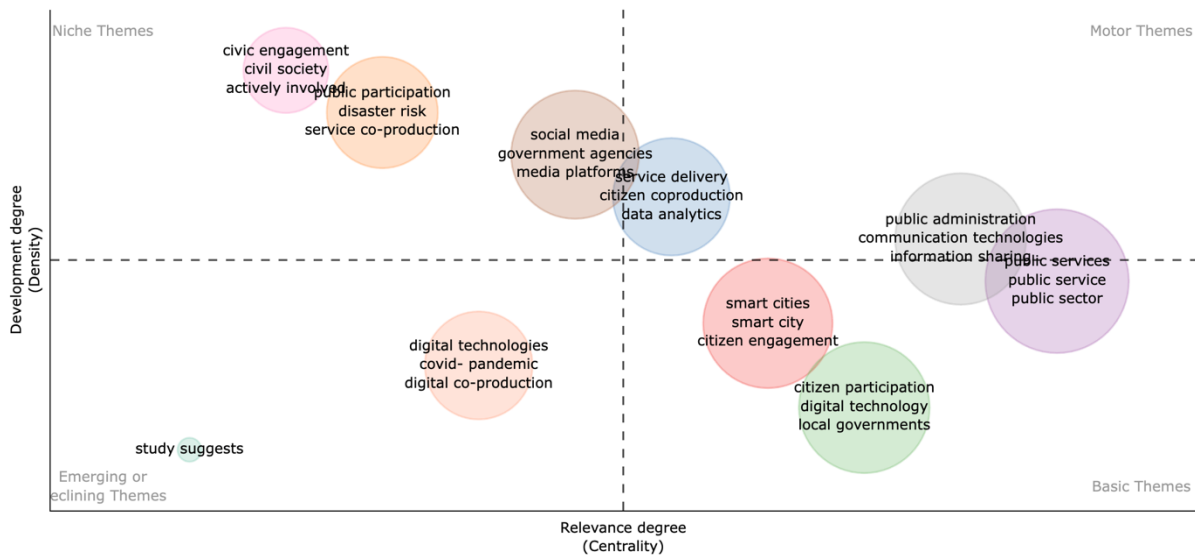 Niche Themes
Motor Themes
civic engagement
civil society
actively involved
public participation
disaster risk
service co-production
social media
government agencies
media platforms
service delivery
citizen coproduction
data analytics
public administration
communication technologies
information sharing
public services
public service
public sector
smart cities
smart city
citizen engagement
digital technologies
covid- pandemic
digital co-production
citizen participation
digital technology
local governments
study suggests
Emerging or
eclining Themes
Basic Themes
Development degree
(Density)
Relevance degree
(Centrality)